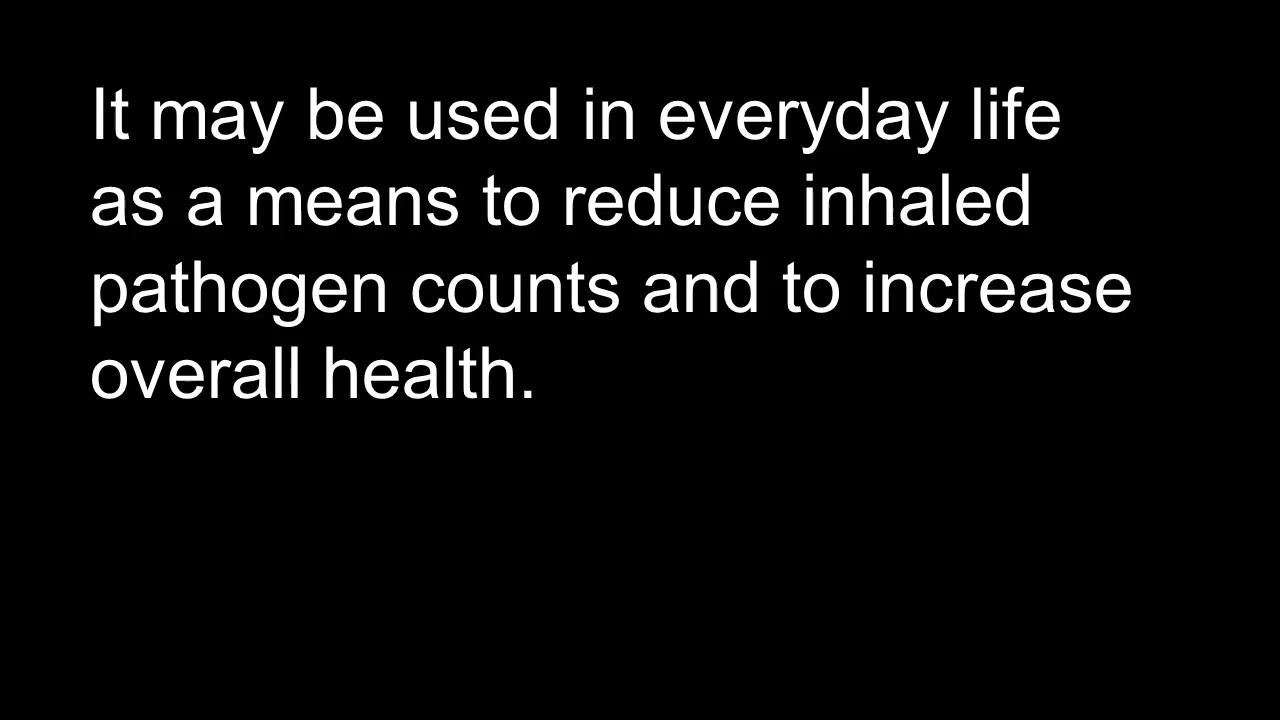 It may be used in everyday life
as a means to reduce inhaled
pathogen counts and to increase
overall health.